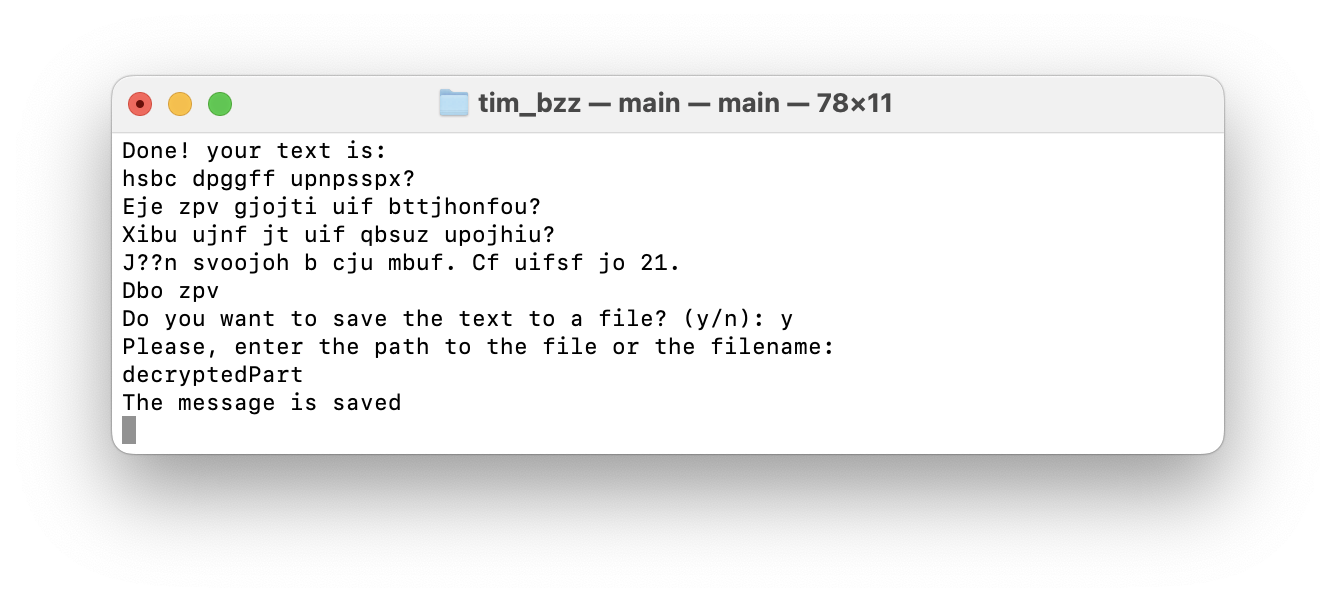 tim_bzz — main — main — 78×11
Done! your text is:
hsbc dpggff upnpsspx?
Eje zpv gjojti uif bttjhonfou?
Xibu ujnf jt uif qbsuz upojhiu?
J??n svoojoh b cju mbuf. Cf uifsf jo 21.
Dbo zpv
Do you want to save the text to a file? (y/n): y
Please, enter the path to the file or the filename:
decryptedPart
The message is saved